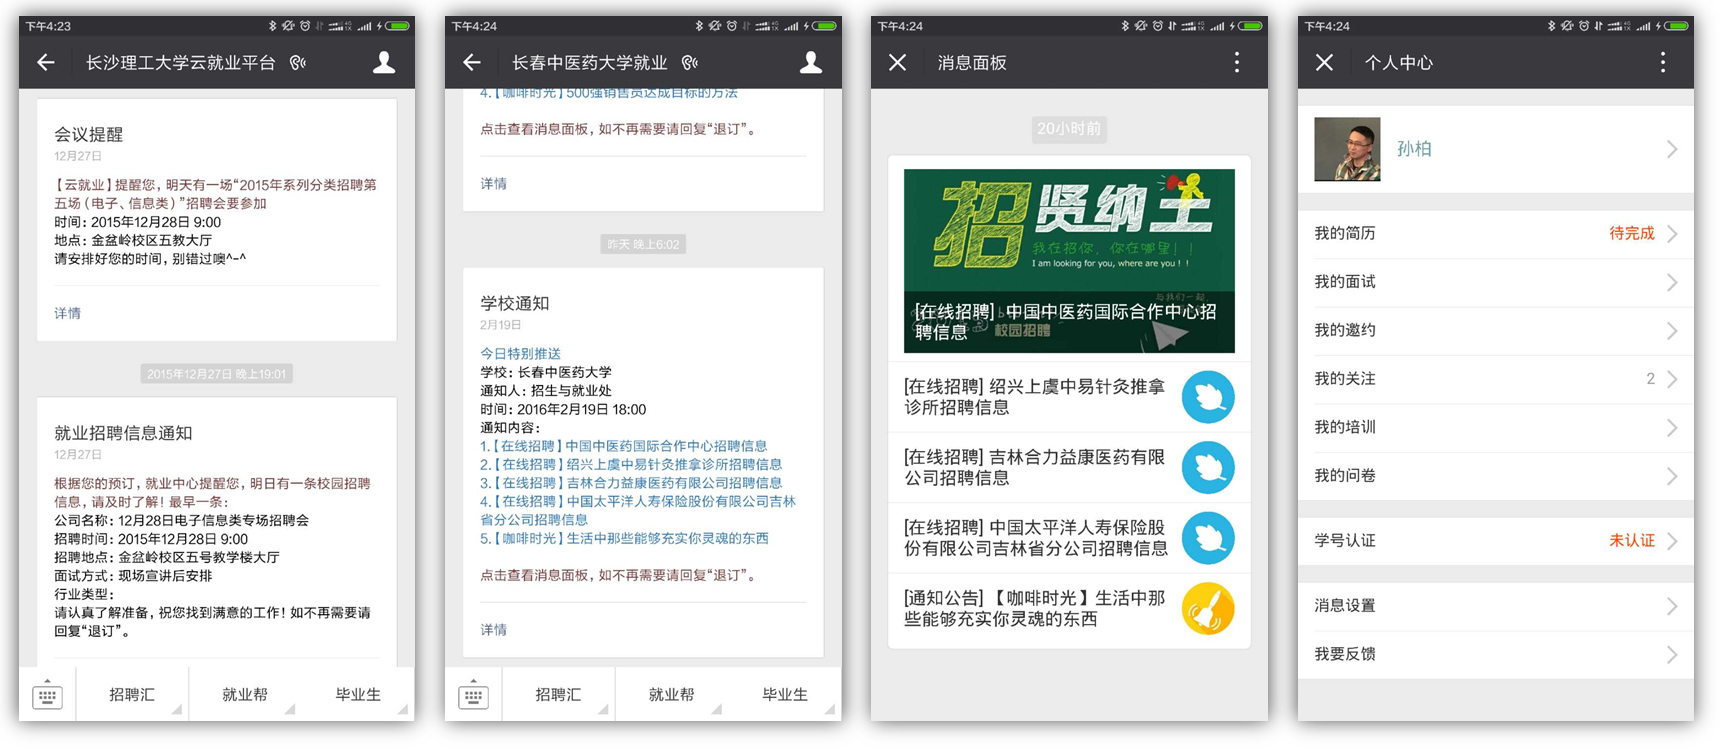 下午4:23
长沙理工大学云就业平台
会议提醒
12月27日
【云就业】提醒您，明天有一场“2015年系列分类招聘第
五场（电子、信息类）”招聘会要参加
时间: 2015年12月28日 9:00
地点: 金盆岭校区五教大厅
请安排好您的时间，别错过噢^-^
详情
2015年12月27日 晚上19:01
就业招聘信息通知
12月27日
根据您的预订，就业中心提醒您，明日有一条校园招聘
信息，请及时了解！最早一条:
公司名称: 12月28日电子信息类专场招聘会
招聘时间: 2015年12月28日 9:00
招聘地点: 金盆岭校区五号教学楼大厅
面试方式: 现场宣讲后安排
行业类型:
请认真了解准备，祝您找到满意的工作！如不再需要请
回复“退订”。
招聘汇
就业帮
毕业生
下午4:24
长春中医药大学就业
4.【咖啡时光】500强销售员达成目标的方法
点击查看消息面板，如不再需要请回复“退订”。
详情
昨天 晚上6:02
学校通知
2月19日
今日特别推送
学校: 长春中医药大学
通知人: 招生与就业处
时间: 2016年2月19日 18:00
通知内容:
1.【在线招聘】中国中医药国际合作中心招聘信息
2.【在线招聘】绍兴上虞中易针灸推拿诊所招聘信息
3.【在线招聘】吉林合力益康医药有限公司招聘信息
4.【在线招聘】中国太平洋人寿保险股份有限公司吉林
省分公司招聘信息
5.【咖啡时光】生活中那些能够充实你灵魂的东西
点击查看消息面板，如不再需要请回复“退订”。
详情
招聘汇
就业帮
毕业生
下午4:24
消息面板
20小时前
招贤纳士
我在招你，你在哪里！！
I am looking for you, where are you ! !
与我们一起
[在线招聘] 中国中医药国际合作中心招
聘信息
校园招聘
[在线招聘] 绍兴上虞中易针灸推拿
诊所招聘信息
[在线招聘] 吉林合力益康医药有限
公司招聘信息
[在线招聘] 中国太平洋人寿保险股
份有限公司吉林省分公司招聘信息
[通知公告] 【咖啡时光】生活中那
些能够充实你灵魂的东西
下午4:24
个人中心
孙柏
我的简历
待完成
我的面试
我的邀约
我的关注
2
我的培训
我的问卷
学号认证
未认证
消息设置
我要反馈